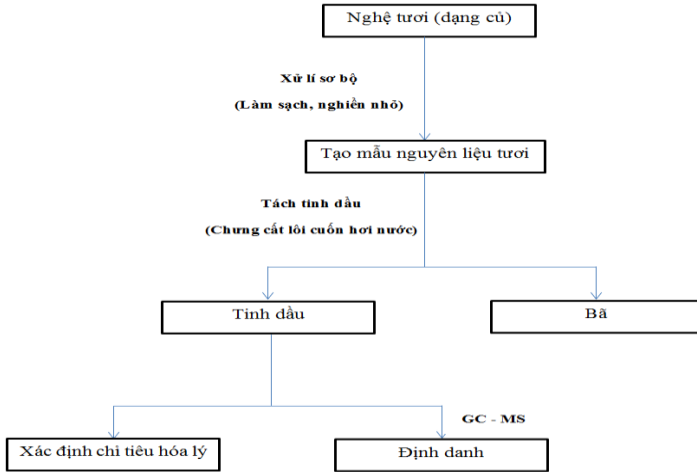 Nghệ tươi (dạng củ)
Xử lí sơ bộ
(Làm sạch, nghiền nhỏ)
Tạo mẫu nguyên liệu tươi
Tách tinh dầu
(Chưng cất lôi cuốn hơi nước)
Tinh dầu
Bã
GC - MS
Xác định chỉ tiêu hóa lý
Định danh